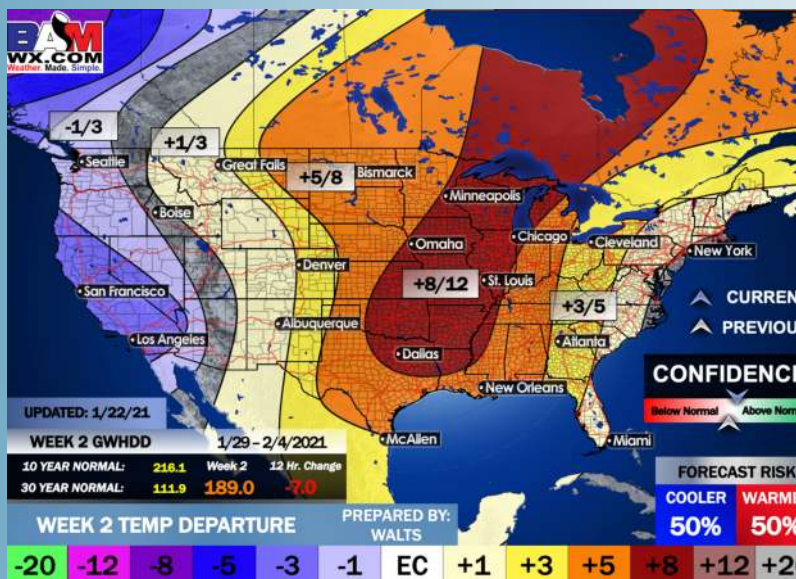 BAM
WX.COM
Weather. Made. Simple.
-1/3
Seattle
+1/3
Great Falls
+5/8
Bismarck
Minneapolis
Boise
Omaha
Chicago
Cleveland
New York
Denver
+8/12
St. Louis
San Francisco
+3/5
CURREN
PREVIOU
Los Angeles
Albuquerque
Atlanta
Dallas
CONFIDENC
New Orleans
Below Normal
Above Norma
UPDATED: 1/22/21
WEEK 2 GWHDD 1/29 - 2/4/2021
McAllen
Miami
10 YEAR NORMAL: 216.1 Week 2 12 Hr. Change
30 YEAR NORMAL: 111.9 189.0 -7.0
FORECAST RISK
COOLER WARME
50% 50%
WEEK 2 TEMP DEPARTURE
PREPARED BY:
WALTS
-20 -12 -8 -5 -3 -1 EC +1 +3 +5 +8 +12 +2